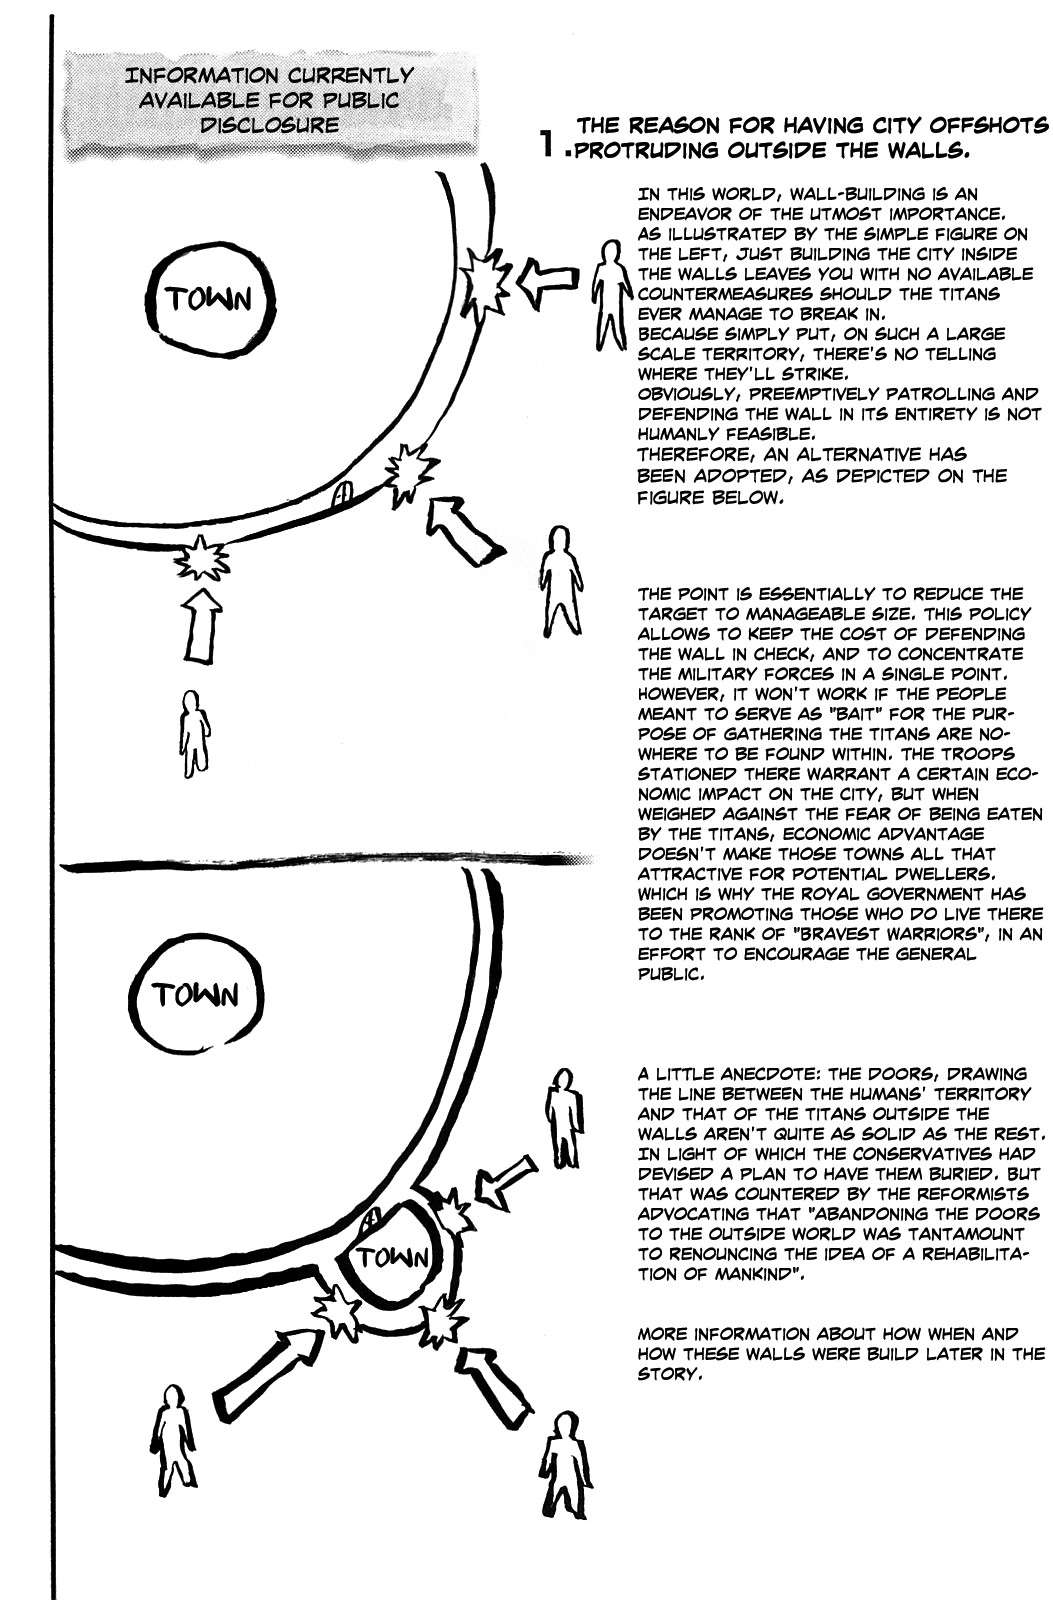 INFORMATION CURRENTLY
AVAILABLE FOR PUBLIC
DISCLOSURE
1. THE REASON FOR HAVING CITY OFFSHOTS
PROTRUDING OUTSIDE THE WALLS.
TOWN
IN THIS WORLD, WALL-BUILDING IS AN
ENDEAVOR OF THE UTMOST IMPORTANCE.
AS ILLUSTRATED BY THE SIMPLE FIGURE ON
THE LEFT, JUST BUILDING THE CITY INSIDE
THE WALLS LEAVES YOU WITH NO AVAILABLE
COUNTERMEASURES SHOULD THE TITANS
EVER MANAGE TO BREAK IN.
BECAUSE SIMPLY PUT, ON SUCH A LARGE
SCALE TERRITORY, THERE'S NO TELLING
WHERE THEY'LL STRIKE.
OBVIOUSLY, PREEMPTIVELY PATROLLING AND
DEFENDING THE WALL IN ITS ENTIRETY IS NOT
HUMANLY FEASIBLE.
THEREFORE, AN ALTERNATIVE HAS
BEEN ADOPTED, AS DEPICTED ON THE
FIGURE BELOW.
THE POINT IS ESSENTIALLY TO REDUCE THE
TARGET TO MANAGEABLE SIZE. THIS POLICY
ALLOWS TO KEEP THE COST OF DEFENDING
THE WALL IN CHECK, AND TO CONCENTRATE
THE MILITARY FORCES IN A SINGLE POINT.
HOWEVER, IT WON'T WORK IF THE PEOPLE
MEANT TO SERVE AS "BAIT" FOR THE PUR-
POSE OF GATHERING THE TITANS ARE NO-
WHERE TO BE FOUND WITHIN. THE TROOPS
STATIONED THERE WARRANT A CERTAIN ECO-
NOMIC IMPACT ON THE CITY, BUT WHEN
WEIGHED AGAINST THE FEAR OF BEING EATEN
BY THE TITANS, ECONOMIC ADVANTAGE
DOESN'T MAKE THOSE TOWNS ALL THAT
ATTRACTIVE FOR POTENTIAL DWELLERS.
WHICH IS WHY THE ROYAL GOVERNMENT HAS
BEEN PROMOTING THOSE WHO DO LIVE THERE
TO THE RANK OF "BRAVEST WARRIORS", IN AN
EFFORT TO ENCOURAGE THE GENERAL
PUBLIC.
TOWN
TOWN
A LITTLE ANECDOTE: THE DOORS, DRAWING
THE LINE BETWEEN THE HUMANS' TERRITORY
AND THAT OF THE TITANS OUTSIDE THE
WALLS AREN'T QUITE AS SOLID AS THE REST.
IN LIGHT OF WHICH THE CONSERVATIVES HAD
DEVISED A PLAN TO HAVE THEM BURIED. BUT
THAT WAS COUNTERED BY THE REFORMISTS
ADVOCATING THAT "ABANDONING THE DOORS
TO THE OUTSIDE WORLD WAS TANTAMOUNT
TO RENOUNCING THE IDEA OF A REHABILITA-
TION OF MANKIND".
MORE INFORMATION ABOUT HOW WHEN AND
HOW THESE WALLS WERE BUILD LATER IN THE
STORY.